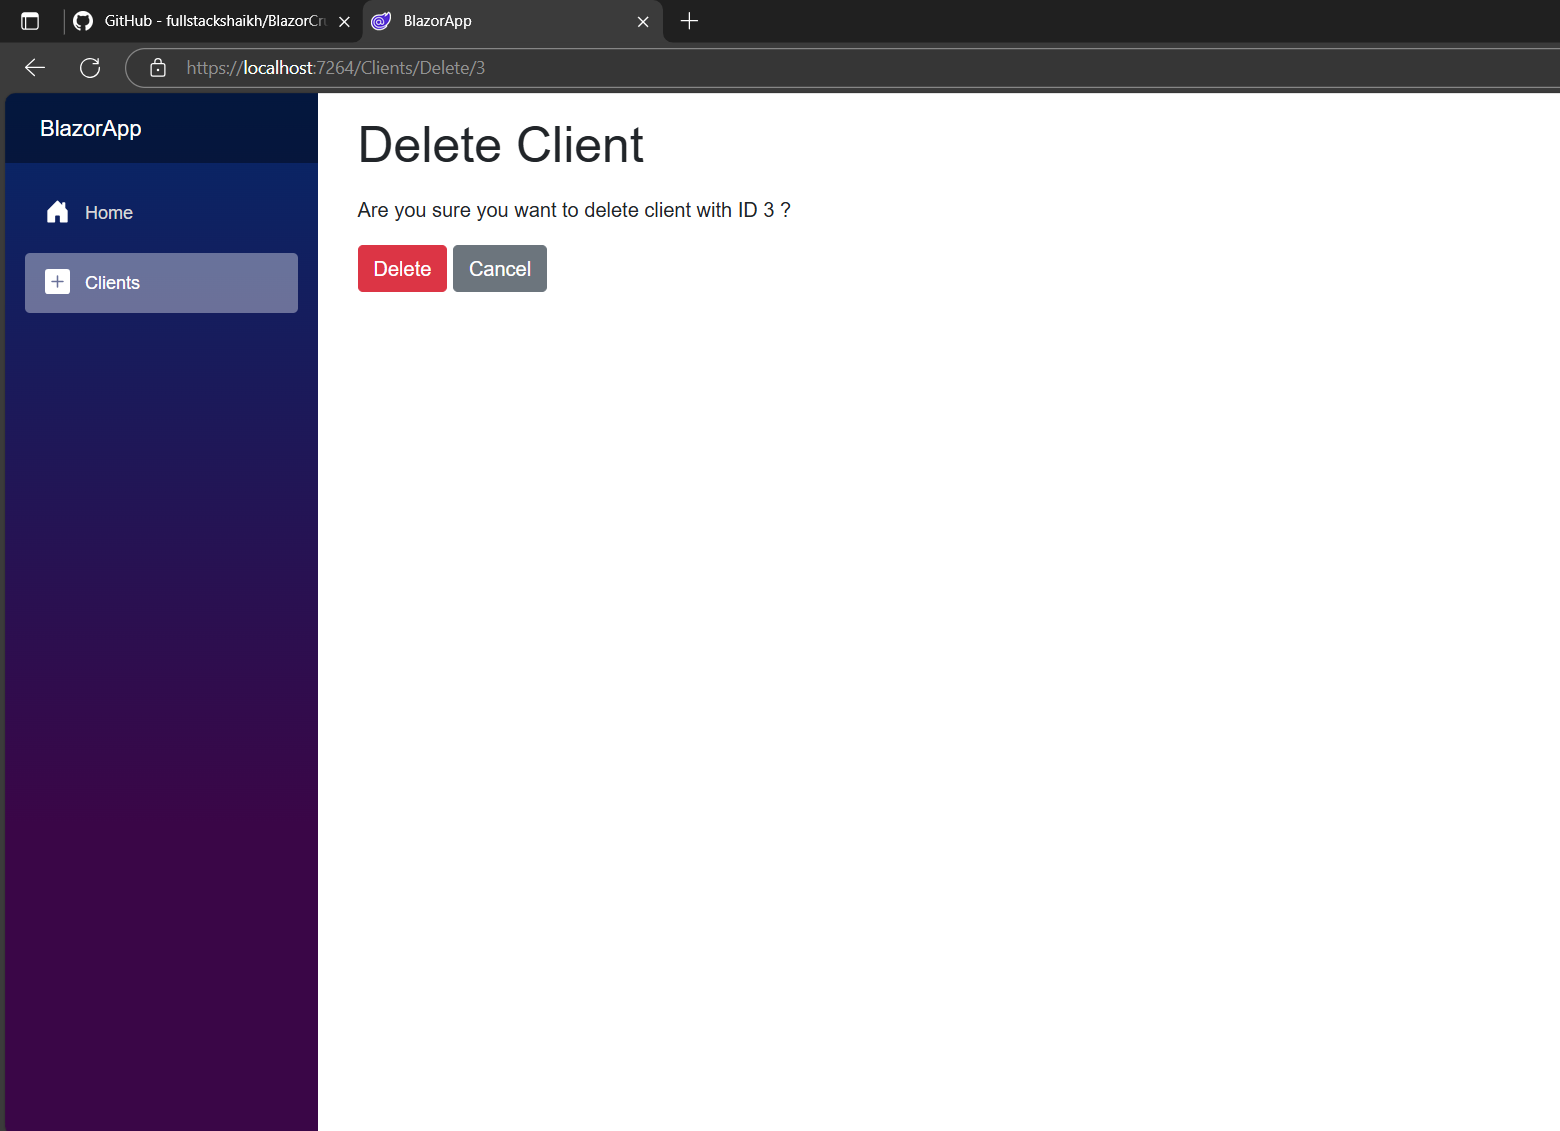 GitHub - fullstackshaikh/BlazorCru
BlazorApp
https://localhost:7264/Clients/Delete/3
BlazorApp
Home
Clients
Delete Client
Are you sure you want to delete client with ID 3 ?
Delete
Cancel